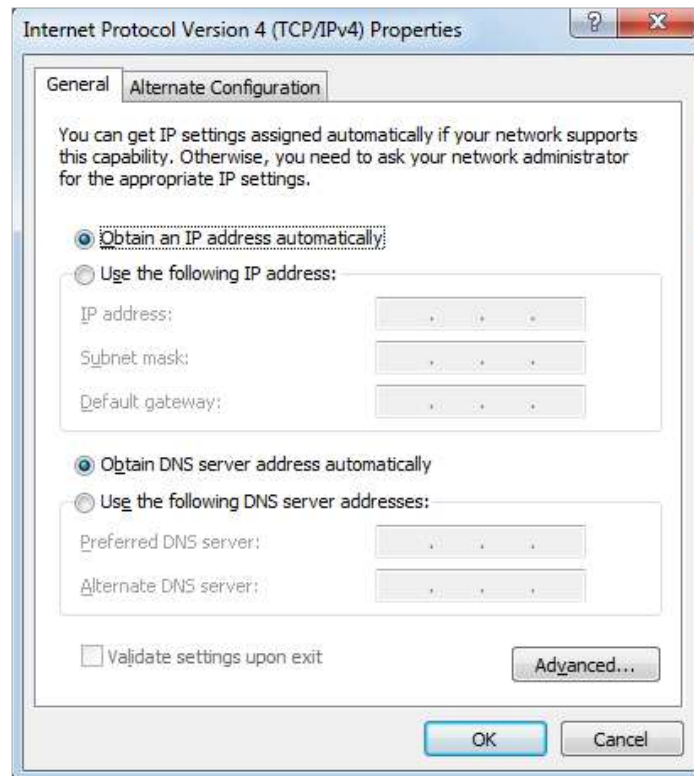 Internet Protocol Version 4 (TCP/IPv4) Properties
General
Alternate Configuration
You can get IP settings assigned automatically if your network supports
this capability. Otherwise, you need to ask your network administrator
for the appropriate IP settings.
Obtain an IP address automatically
Use the following IP address:
IP address:
Subnet mask:
Default gateway:
Obtain DNS server address automatically
Use the following DNS server addresses:
Preferred DNS server:
Alternate DNS server:
Validate settings upon exit
Advanced...
OK
Cancel